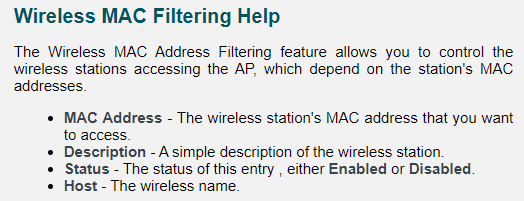 Wireless MAC Filtering Help
The Wireless MAC Address Filtering feature allows you to control the
wireless stations accessing the AP, which depend on the station's MAC
addresses.
• MAC Address - The wireless station's MAC address that you want
to access.
• Description - A simple description of the wireless station.
• Status - The status of this entry , either Enabled or Disabled.
• Host - The wireless name.